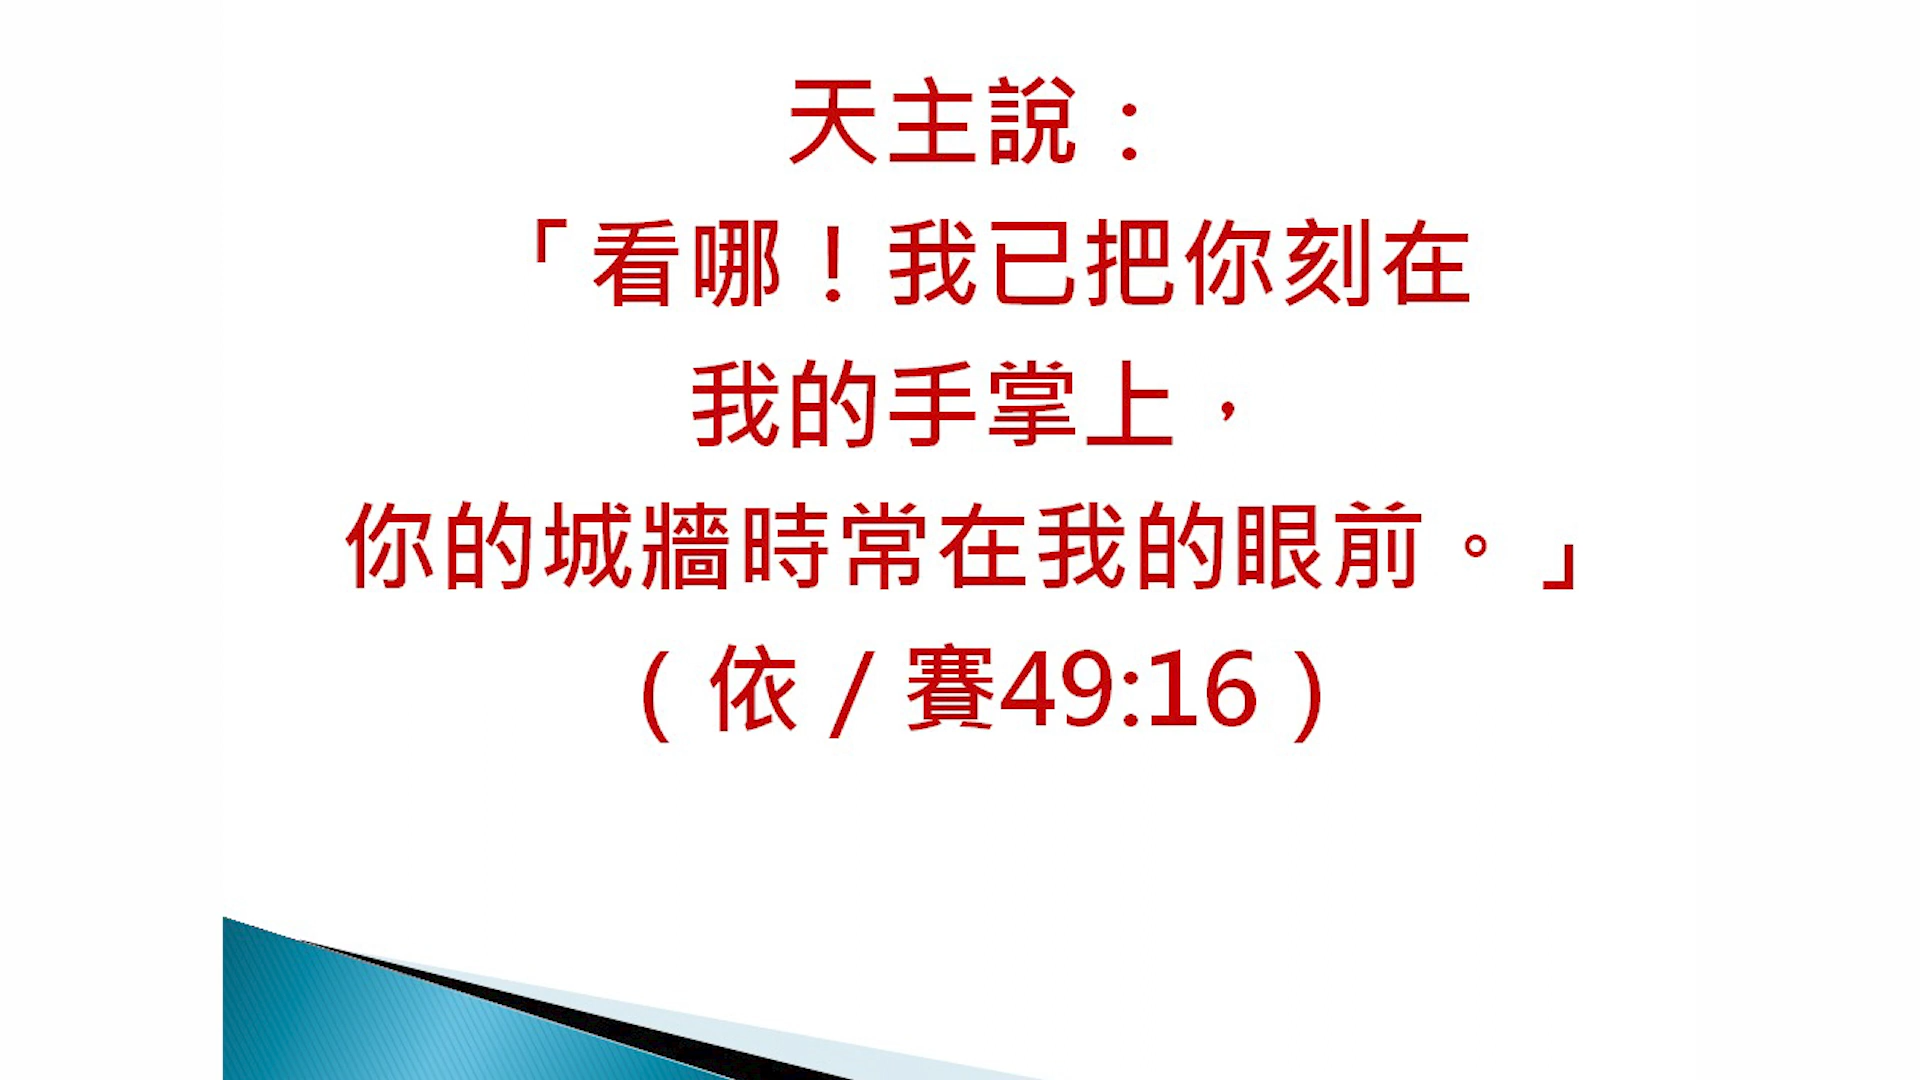 天主說：
「看哪！我已把你刻在
我的手掌上，
你的城牆時常在我的眼前。」
（依／賽49:16）